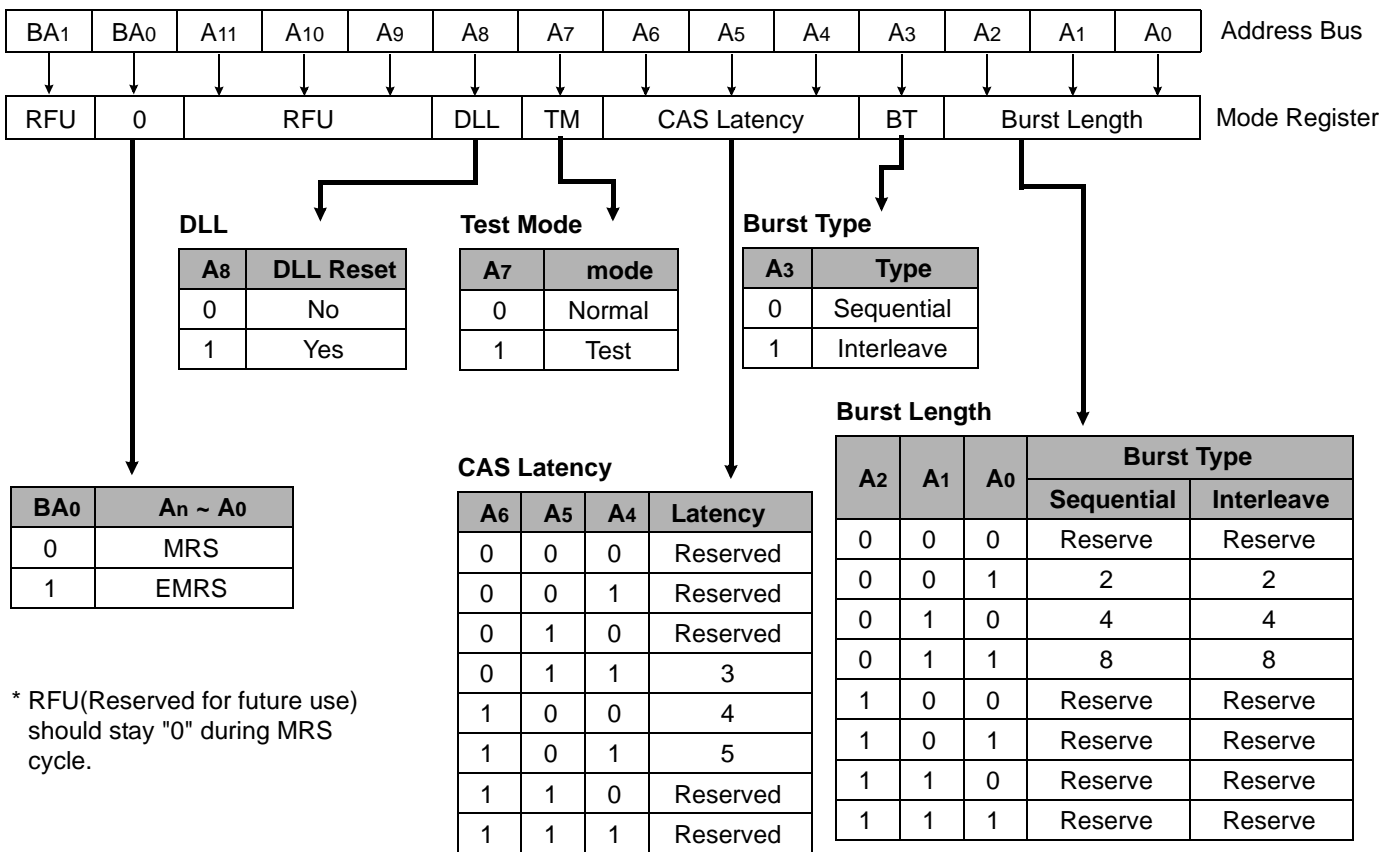 BA1 BA0 A11 A10 A9 A8 A7 A6 A5 A4 A3 A2 A1 A0 Address Bus
RFU 0 RFU DLL TM CAS Latency BT Burst Length Mode Register
DLL
A8 DLL Reset
0 No
1 Yes
Test Mode
A7 mode
0 Normal
1 Test
Burst Type
A3 Type
0 Sequential
1 Interleave
BA0 An ~ A0
0 MRS
1 EMRS
* RFU(Reserved for future use)
should stay "0" during MRS
cycle.
CAS Latency
A6 A5 A4 Latency
0 0 0 Reserved
0 0 1 Reserved
0 1 0 Reserved
0 1 1 3
1 0 0 4
1 0 1 5
1 1 0 Reserved
1 1 1 Reserved
Burst Length
A2 A1 A0 Burst Type
Sequential Interleave
0 0 0 Reserve Reserve
0 0 1 2 2
0 1 0 4 4
0 1 1 8 8
1 0 0 Reserve Reserve
1 0 1 Reserve Reserve
1 1 0 Reserve Reserve
1 1 1 Reserve Reserve